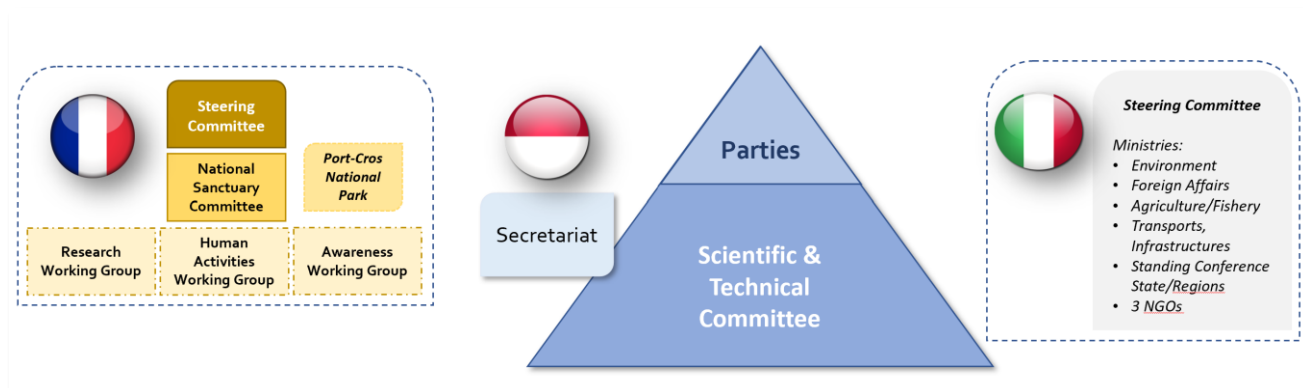 Steering
Committee
National
Sanctuary
Committee
Port-Cros
National
Park
Research
Working Group
Human
Activities
Working Group
Awareness
Working Group
Secretariat
Parties
Scientific &
Technical
Committee
Steering Committee
Ministries:
• Environment
• Foreign Affairs
• Agriculture/Fishery
• Transports,
Infrastructures
• Standing Conference
State/Regions
• 3 NGOs